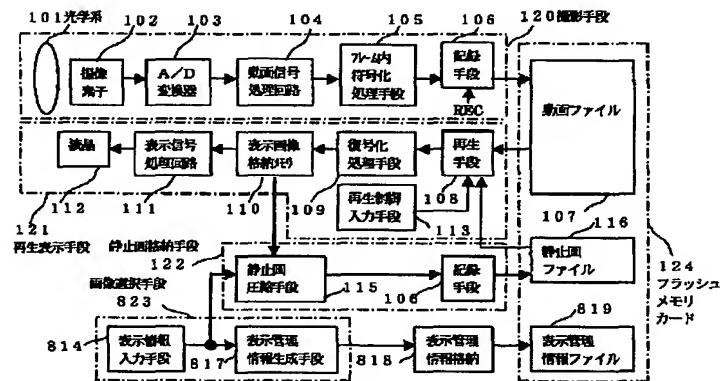 101光学系
102
103
104
105
106
120撮影手段
撮像
素子
A/D
変換器
動画信号
処理回路
フレーム内
符号化
処理手段
記録
手段
REC
動画ファイル
液晶
表示信号
処理回路
表示画像
格納メモリ
復号化
処理手段
再生
手段
112
111
110
109
108
再生制御
入力手段
113
107
116
121
再生表示手段
静止画格納手段
122
静止画
圧縮手段
記録
手段
静止画
ファイル
124
フラッシュ
メモリ
カード
画像選択手段
823
115
106
819
814
表示情報
入力手段
817
表示管理
情報生成手段
818
表示管理
情報格納
表示管理
情報ファイル